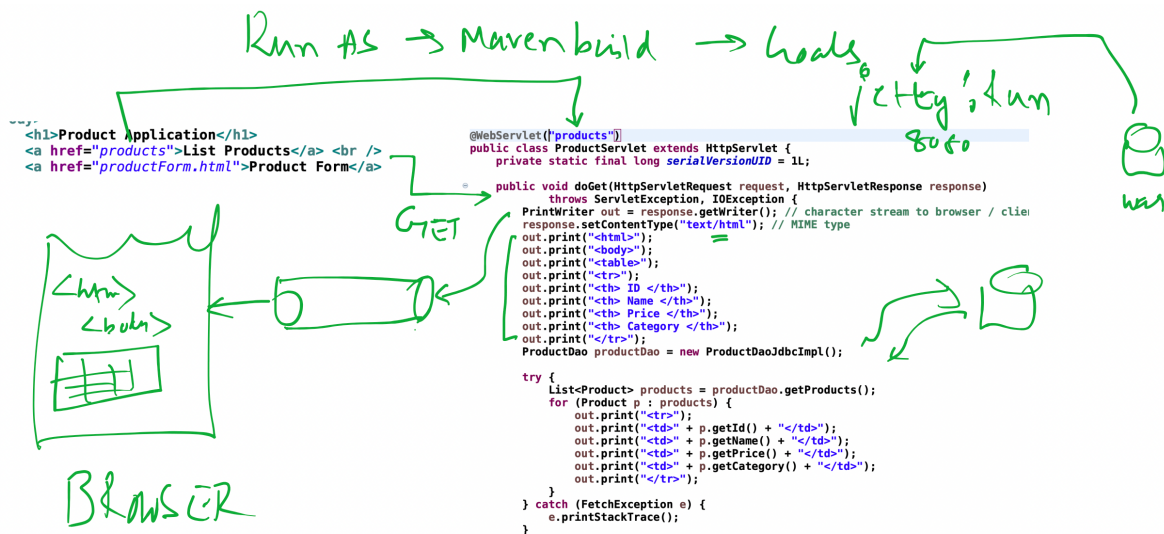 Run As → Maven build → Goals:
jetty:run
8080
war
<h1>Product Application</h1>
<a href="products">List Products</a> <br />
<a href="productForm.html">Product Form</a>
GET
<html>
<body>
BROWSER
@WebServlet("products")
public class ProductServlet extends HttpServlet {
private static final long serialVersionUID = 1L;
public void doGet(HttpServletRequest request, HttpServletResponse response)
throws ServletException, IOException {
PrintWriter out = response.getWriter(); // character stream to browser / clien
response.setContentType("text/html"); // MIME type
out.print("<html>");
out.print("<body>");
out.print("<table>");
out.print("<tr>");
out.print("<th> ID </th>");
out.print("<th> Name </th>");
out.print("<th> Price </th>");
out.print("<th> Category </th>");
out.print("</tr>");
ProductDao productDao = new ProductDaoJdbcImpl();
try {
List<Product> products = productDao.getProducts();
for (Product p : products) {
out.print("<tr>");
out.print("<td>" + p.getId() + "</td>");
out.print("<td>" + p.getName() + "</td>");
out.print("<td>" + p.getPrice() + "</td>");
out.print("<td>" + p.getCategory() + "</td>");
out.print("</tr>");
}
} catch (FetchException e) {
e.printStackTrace();
}